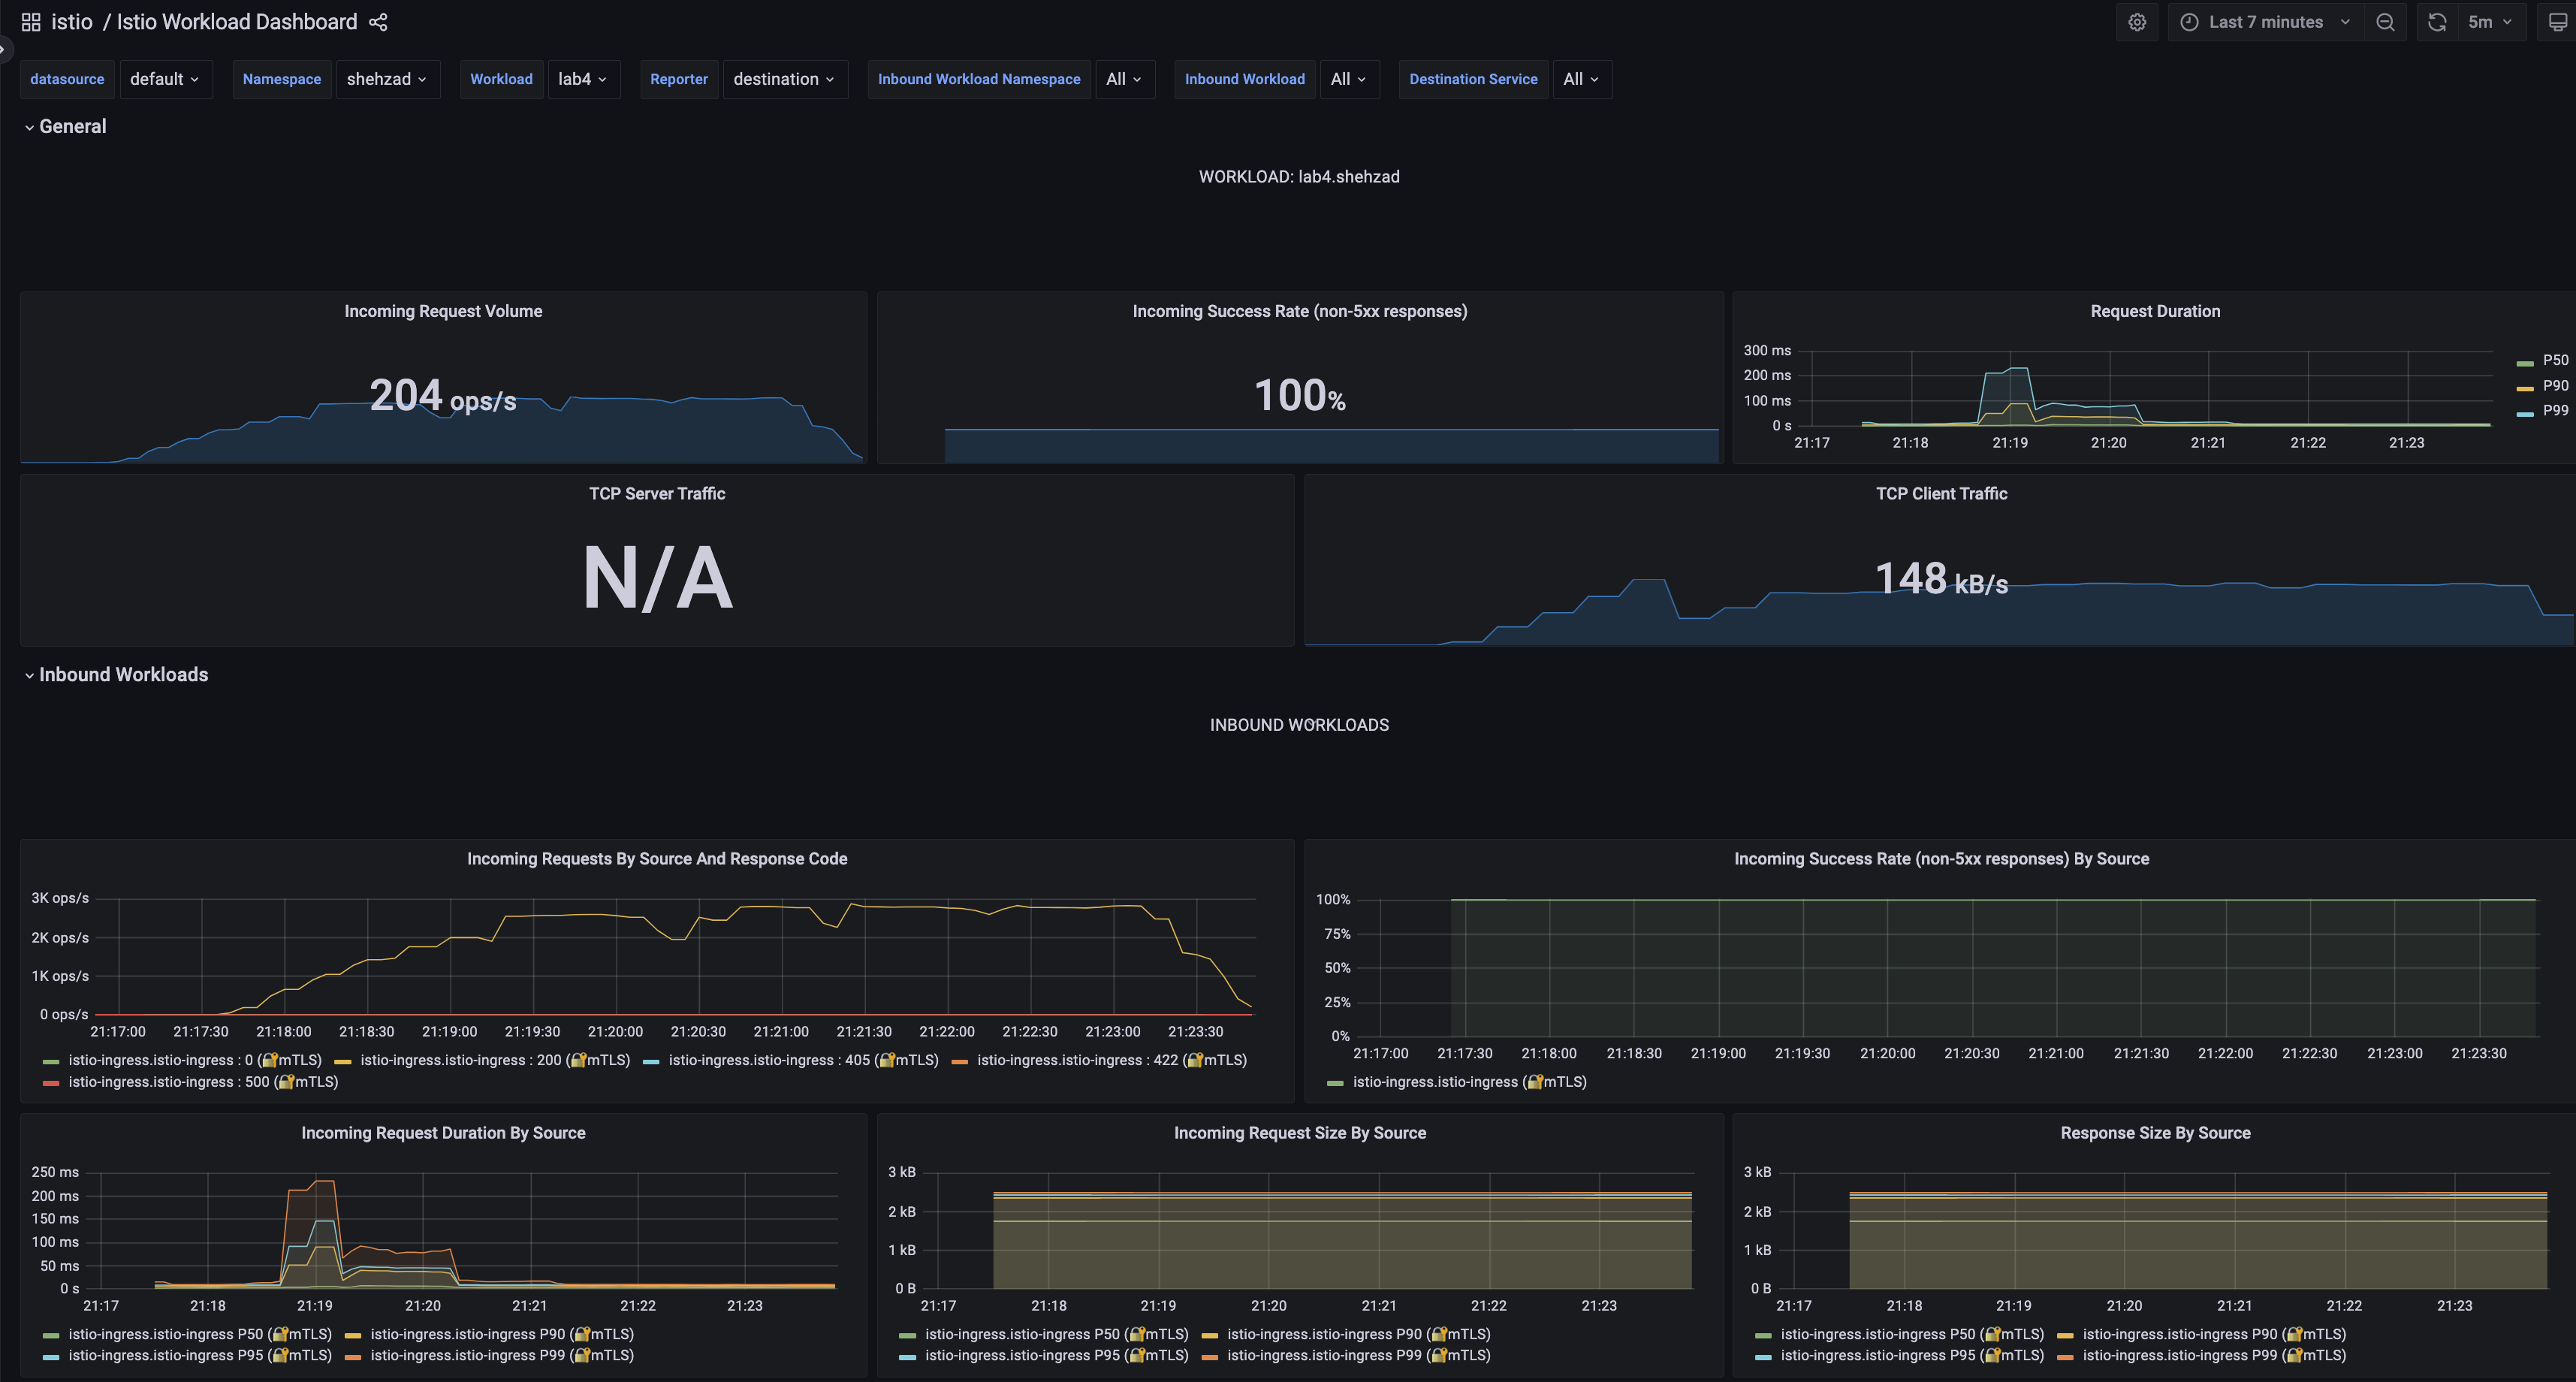 istio / Istio Workload Dashboard
Last 7 minutes
5m
datasource default Namespace shehzad Workload lab4 Reporter destination Inbound Workload Namespace All Inbound Workload All Destination Service All
General
WORKLOAD: lab4.shehzad
Incoming Request Volume
204 ops/s
Incoming Success Rate (non-5xx responses)
100%
Request Duration
300 ms
200 ms
100 ms
0 s
21:17 21:18 21:19 21:20 21:21 21:22 21:23
P50
P90
P99
TCP Server Traffic
N/A
TCP Client Traffic
148 kB/s
Inbound Workloads
INBOUND WORKLOADS
Incoming Requests By Source And Response Code
3K ops/s
2K ops/s
1K ops/s
0 ops/s
21:17:00 21:17:30 21:18:00 21:18:30 21:19:00 21:19:30 21:20:00 21:20:30 21:21:00 21:21:30 21:22:00 21:22:30 21:23:00 21:23:30
istio-ingress.istio-ingress : 0 (🔐mTLS) istio-ingress.istio-ingress : 200 (🔐mTLS) istio-ingress.istio-ingress : 405 (🔐mTLS) istio-ingress.istio-ingress : 422 (🔐mTLS)
istio-ingress.istio-ingress : 500 (🔐mTLS)
Incoming Success Rate (non-5xx responses) By Source
100%
75%
50%
25%
0%
21:17:00 21:17:30 21:18:00 21:18:30 21:19:00 21:19:30 21:20:00 21:20:30 21:21:00 21:21:30 21:22:00 21:22:30 21:23:00 21:23:30
istio-ingress.istio-ingress (🔐mTLS)
Incoming Request Duration By Source
250 ms
200 ms
150 ms
100 ms
50 ms
0 s
21:17 21:18 21:19 21:20 21:21 21:22 21:23
istio-ingress.istio-ingress P50 (🔐mTLS) istio-ingress.istio-ingress P90 (🔐mTLS)
istio-ingress.istio-ingress P95 (🔐mTLS) istio-ingress.istio-ingress P99 (🔐mTLS)
Incoming Request Size By Source
3 kB
2 kB
1 kB
0 B
21:17 21:18 21:19 21:20 21:21 21:22 21:23
istio-ingress.istio-ingress P50 (🔐mTLS) istio-ingress.istio-ingress P90 (🔐mTLS)
istio-ingress.istio-ingress P95 (🔐mTLS) istio-ingress.istio-ingress P99 (🔐mTLS)
Response Size By Source
3 kB
2 kB
1 kB
0 B
21:17 21:18 21:19 21:20 21:21 21:22 21:23
istio-ingress.istio-ingress P50 (🔐mTLS) istio-ingress.istio-ingress P90 (🔐mTLS)
istio-ingress.istio-ingress P95 (🔐mTLS) istio-ingress.istio-ingress P99 (🔐mTLS)